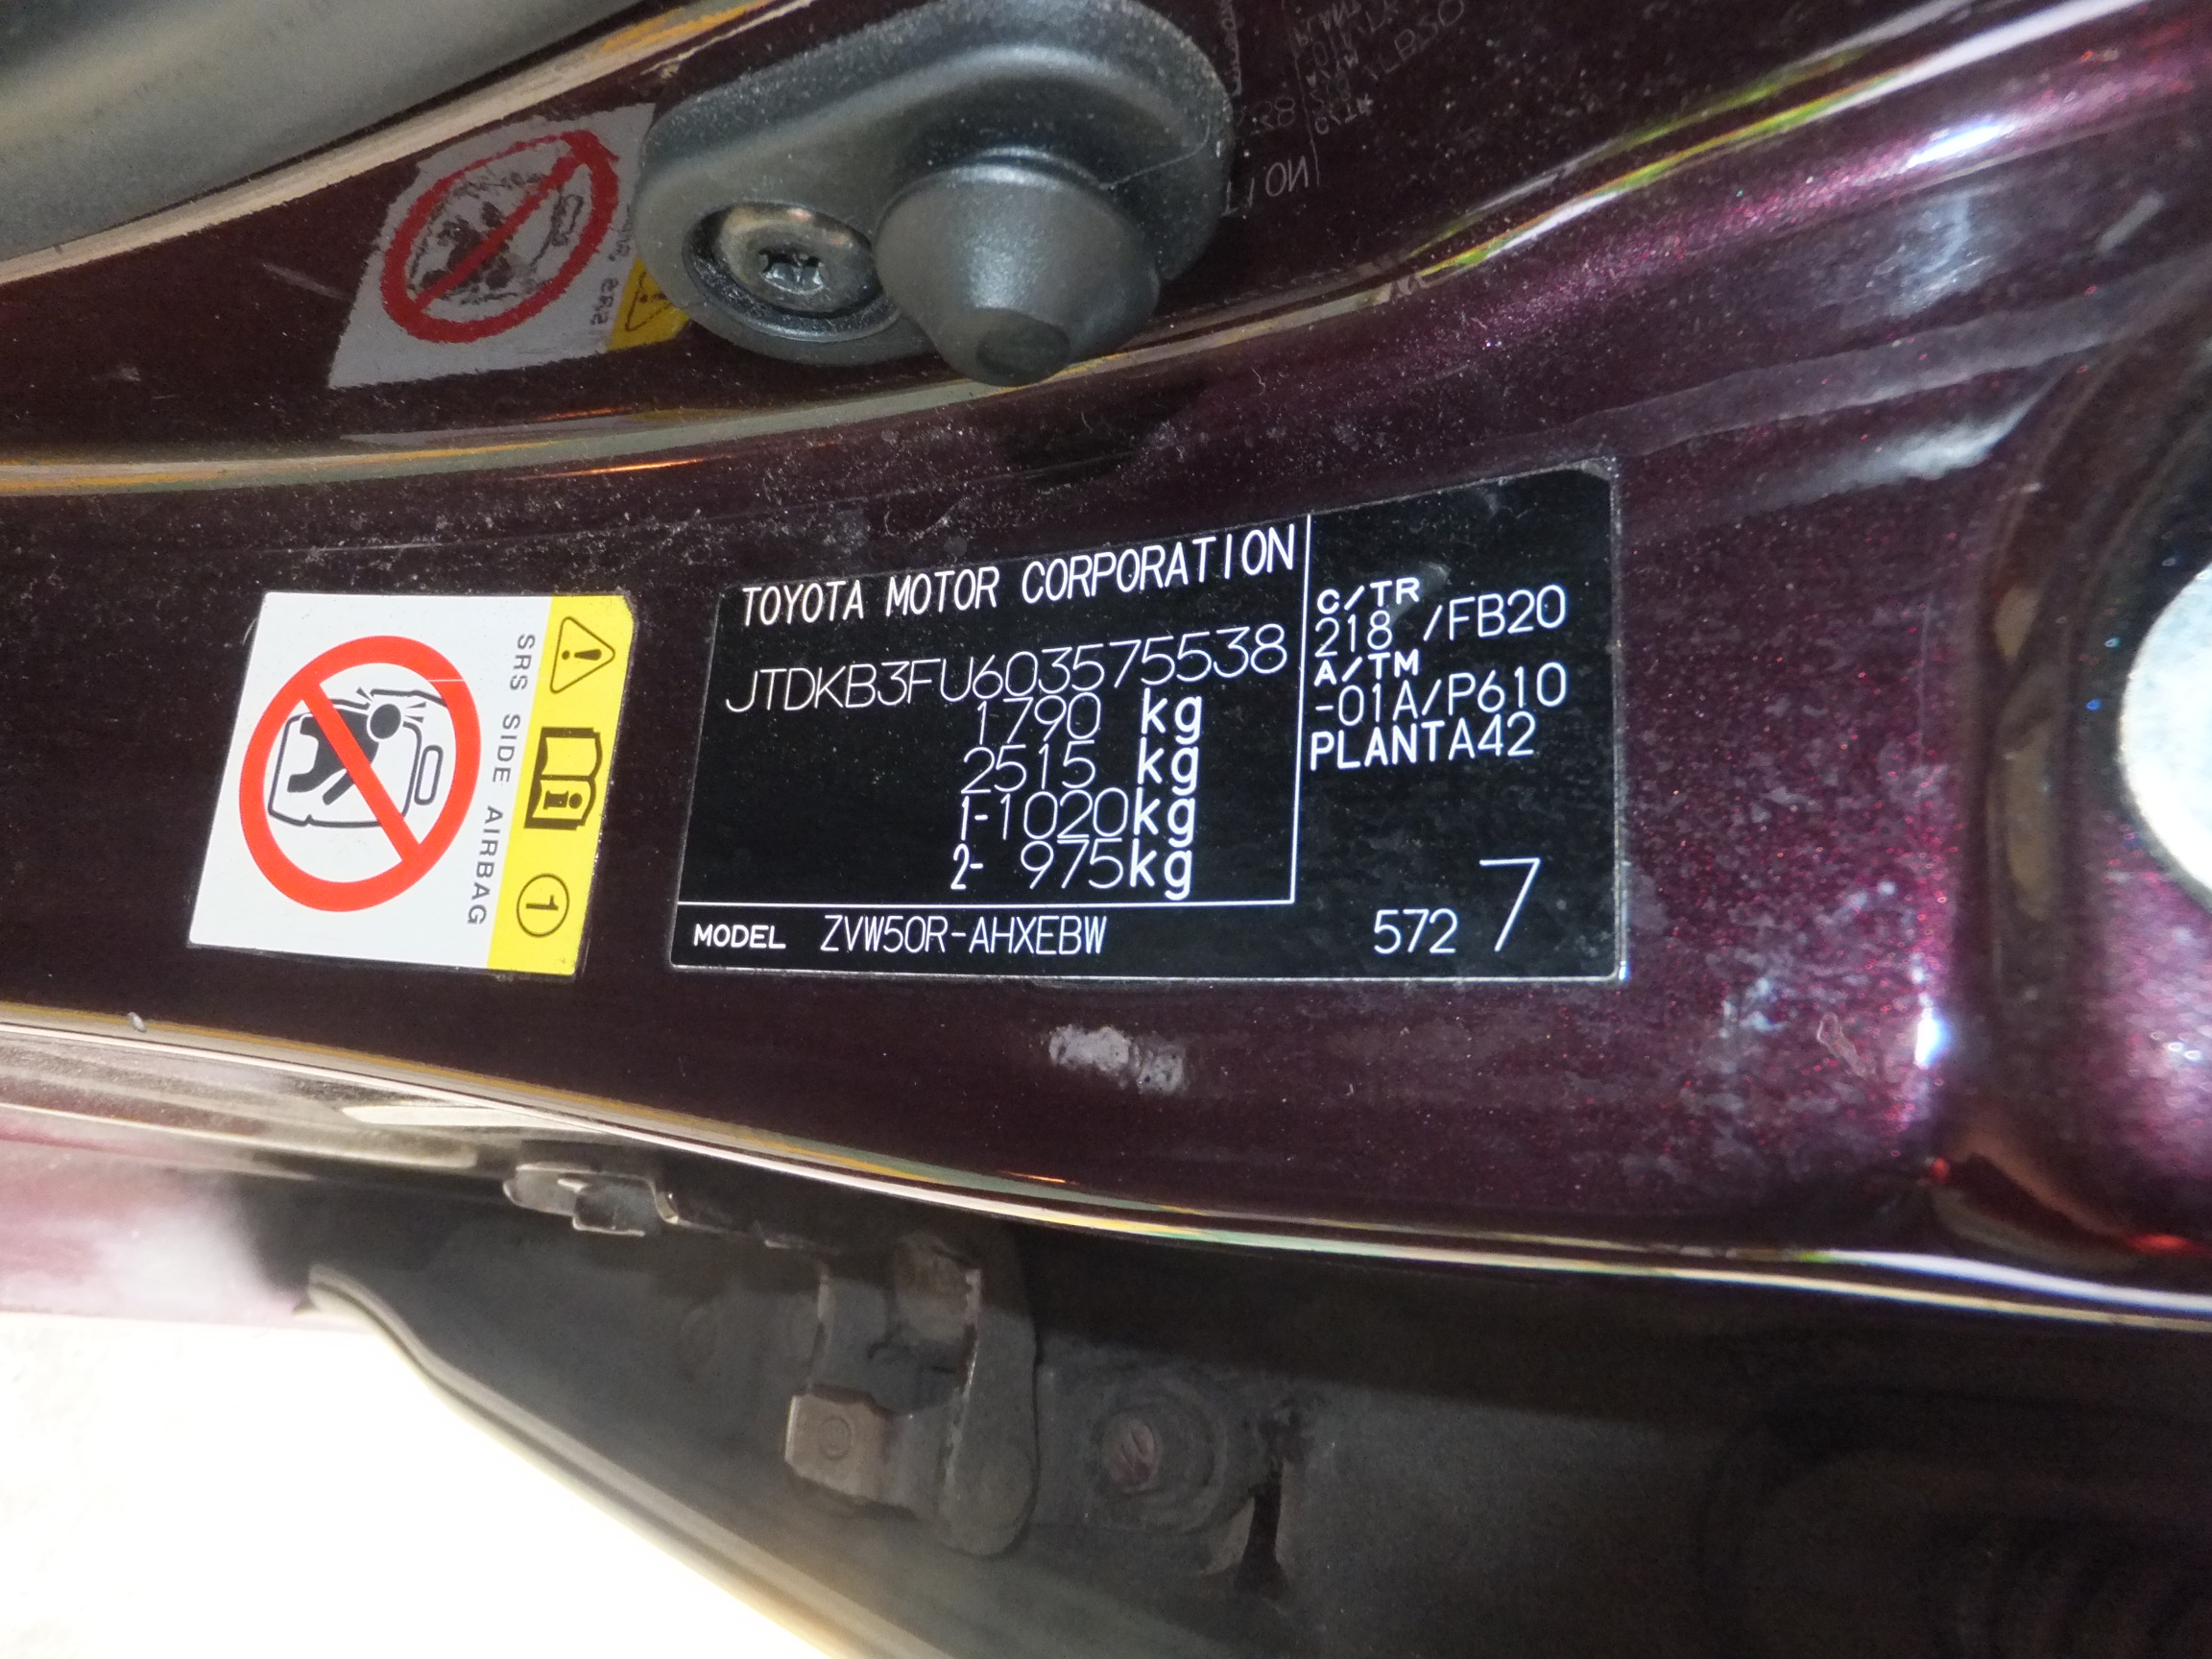 TOYOTA MOTOR CORPORATION
JTDKB3FU603575538
1790 kg
2515 kg
1-1020kg
2- 975kg
MODEL ZVW50R-AHXEBW
C/TR
218 /FB20
A/TM
-01A/P610
PLANTA42
572 7
SRS SIDE AIRBAG
1